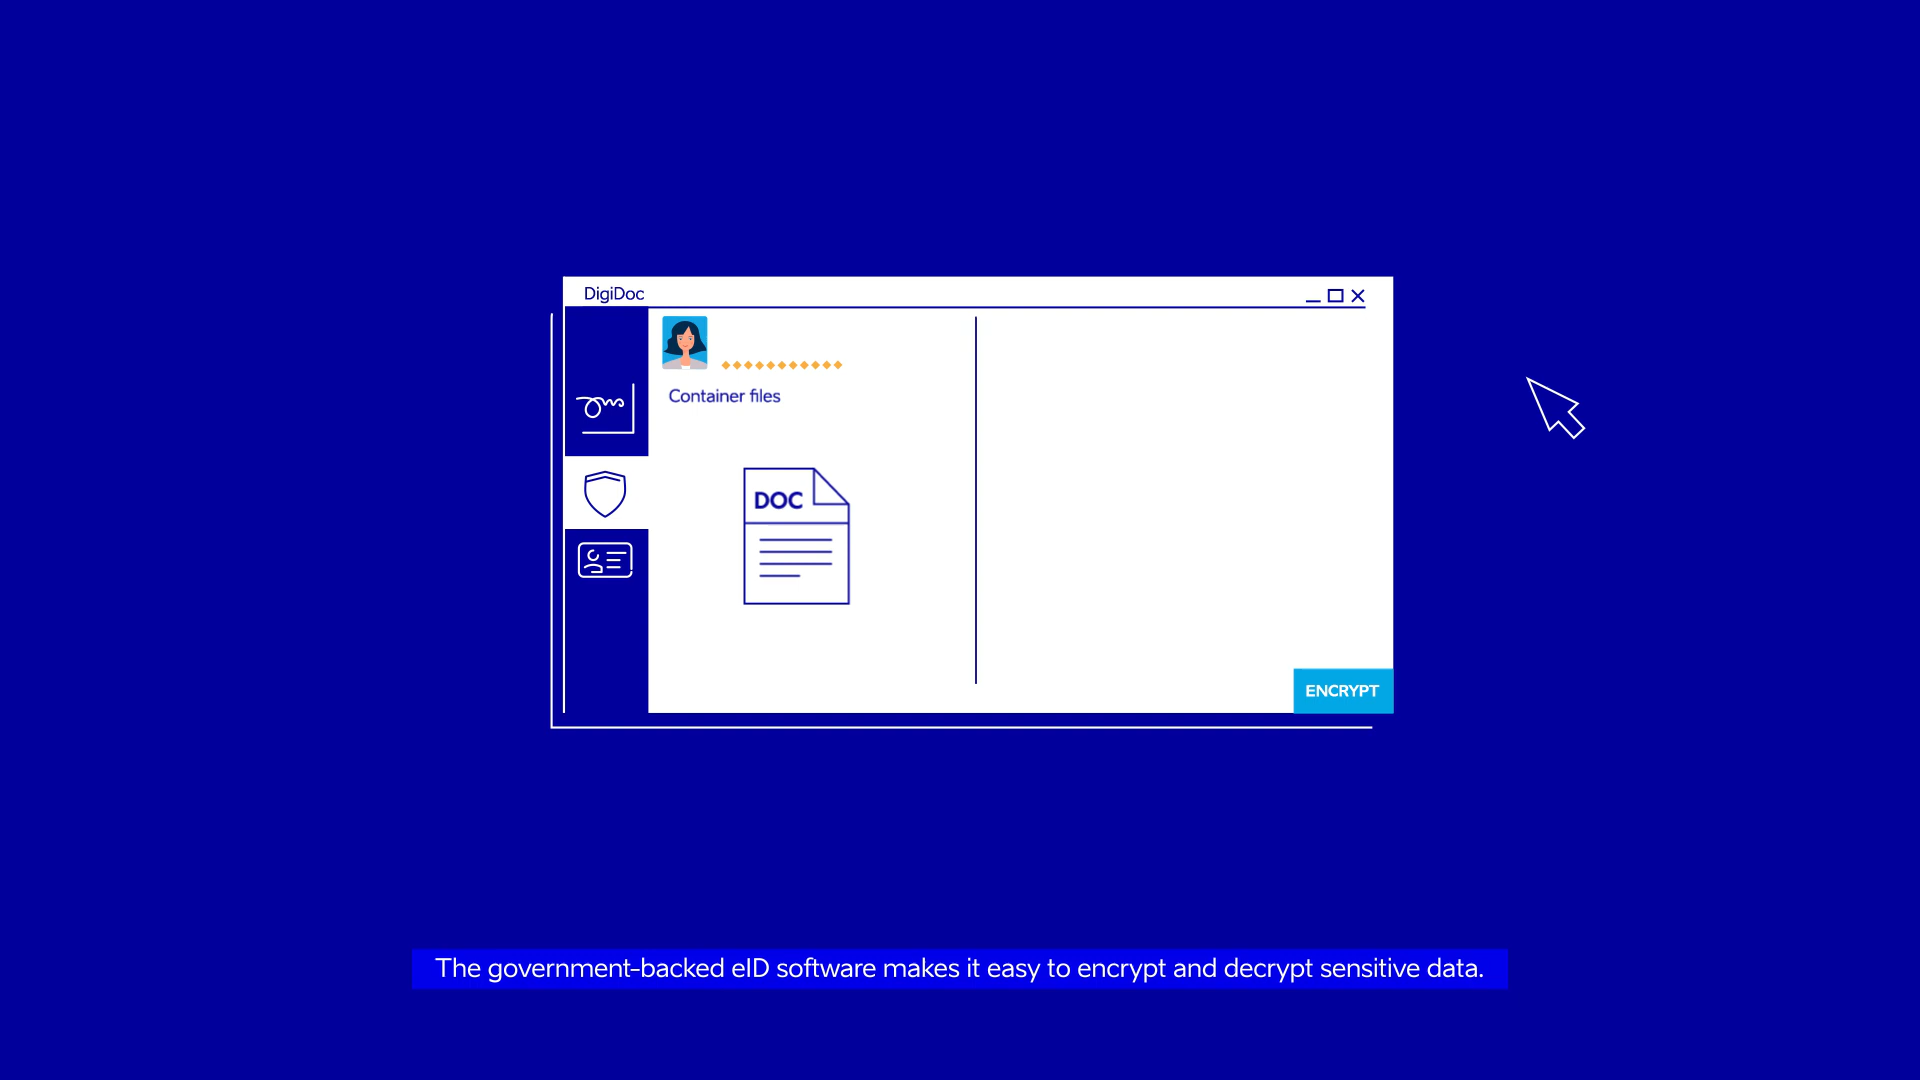 DigiDoc
Container files
DOC
ENCRYPT
The government-backed eID software makes it easy to encrypt and decrypt sensitive data.